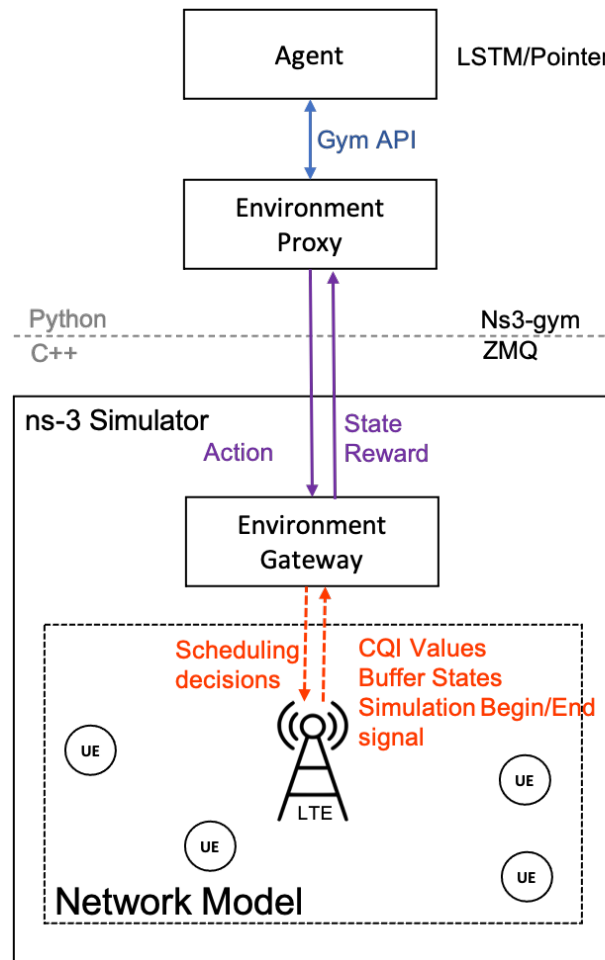 Agent
LSTM/Pointer
Gym API
Environment
Proxy
Python
Ns3-gym
C++
ZMQ
ns-3 Simulator
Action
State
Reward
Environment
Gateway
Scheduling
decisions
CQI Values
Buffer States
Simulation Begin/End
signal
UE
UE
LTE
UE
UE
Network Model